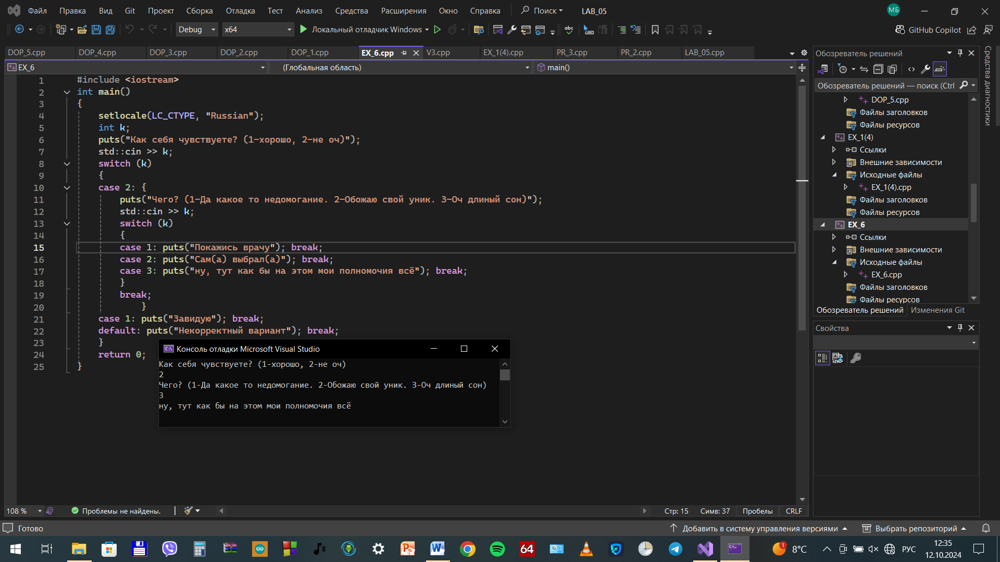 Файл Правка Вид Git Проект Сборка Отладка Тест Анализ Средства Расширения Окно Справка Поиск LAB_05 МБ
Debug x64 Локальный отладчик Windows abc GitHub Copilot
DOP_5.cpp DOP_4.cpp DOP_3.cpp DOP_2.cpp DOP_1.cpp EX_6.cpp V3.cpp EX_1(4).cpp PR_3.cpp PR_2.cpp LAB_05.cpp
EX_6 (Глобальная область) main()
1 #include <iostream>
2 int main()
3 {
4 setlocale(LC_CTYPE, "Russian");
5 int k;
6 puts("Как себя чувствуете? (1-хорошо, 2-не оч)");
7 std::cin >> k;
8 switch (k)
9 {
10 case 2: {
11 puts("Чего? (1-Да какое то недомогание. 2-Обожаю свой уник. 3-Оч длиный сон)");
12 std::cin >> k;
13 switch (k)
14 {
15 case 1: puts("Покажись врачу"); break;
16 case 2: puts("Сам(а) выбрал(а)"); break;
17 case 3: puts("ну, тут как бы на этом мои полномочия всё"); break;
18 }
19 break;
20 }
21 case 1: puts("Завидую"); break;
22 default: puts("Некорректный вариант"); break;
23 }
24 return 0;
25 }
Консоль отладки Microsoft Visual Studio
Как себя чувствуете? (1-хорошо, 2-не оч)
2
Чего? (1-Да какое то недомогание. 2-Обожаю свой уник. 3-Оч длиный сон)
3
ну, тут как бы на этом мои полномочия всё
Обозреватель решений
Обозреватель решений — поиск (Ctrl
DOP_5.cpp
Файлы заголовков
Файлы ресурсов
EX_1(4)
Ссылки
Внешние зависимости
Исходные файлы
EX_1(4).cpp
Файлы заголовков
Файлы ресурсов
EX_6
Ссылки
Внешние зависимости
Исходные файлы
EX_6.cpp
Файлы заголовков
Файлы ресурсов
Обозреватель решений Изменения Git
Свойства
Средства диагностики
108 % Проблемы не найдены. Стр: 15 Симв: 37 Пробелы CRLF
Готово Добавить в систему управления версиями Выбрать репозиторий
64 1 8°C РУС 12:35
12.10.2024